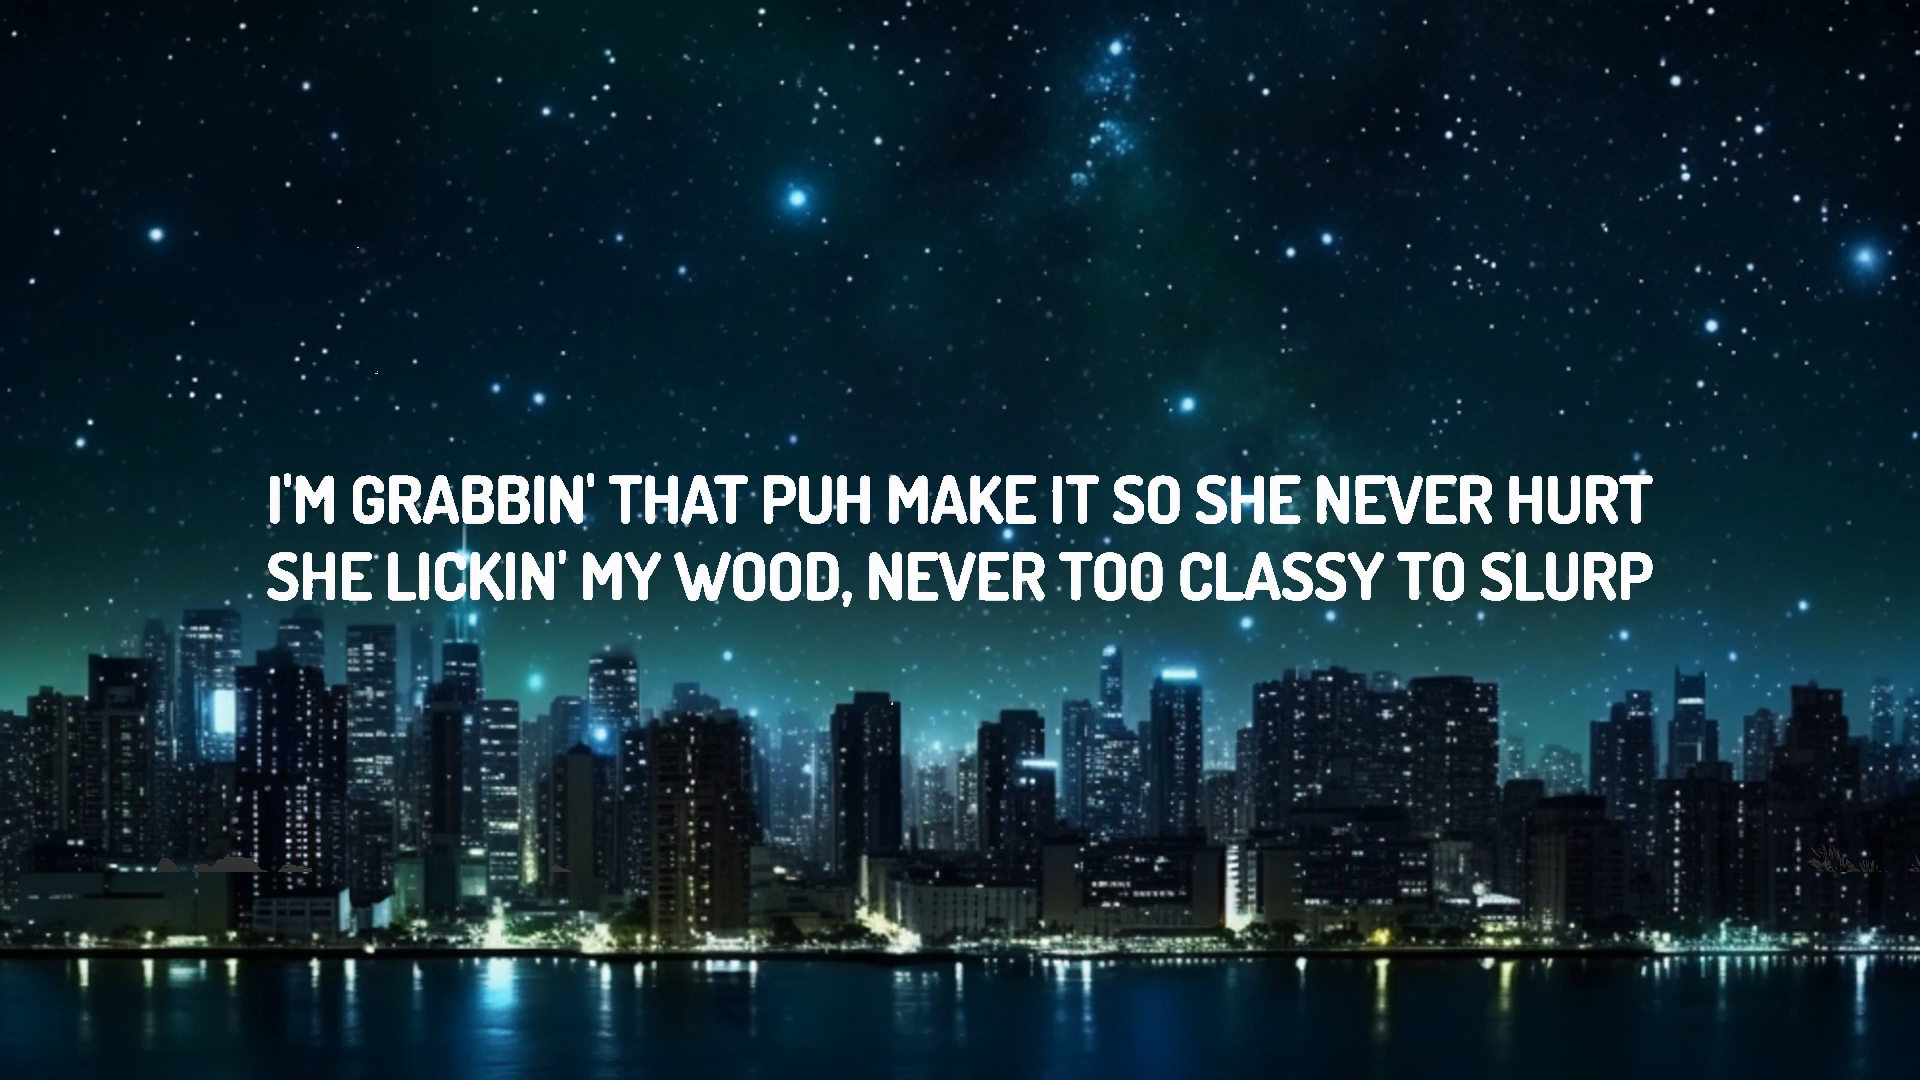 I'M GRABBIN' THAT PUH MAKE IT SO SHE NEVER HURT
SHE LICKIN' MY WOOD, NEVER TOO CLASSY TO SLURP